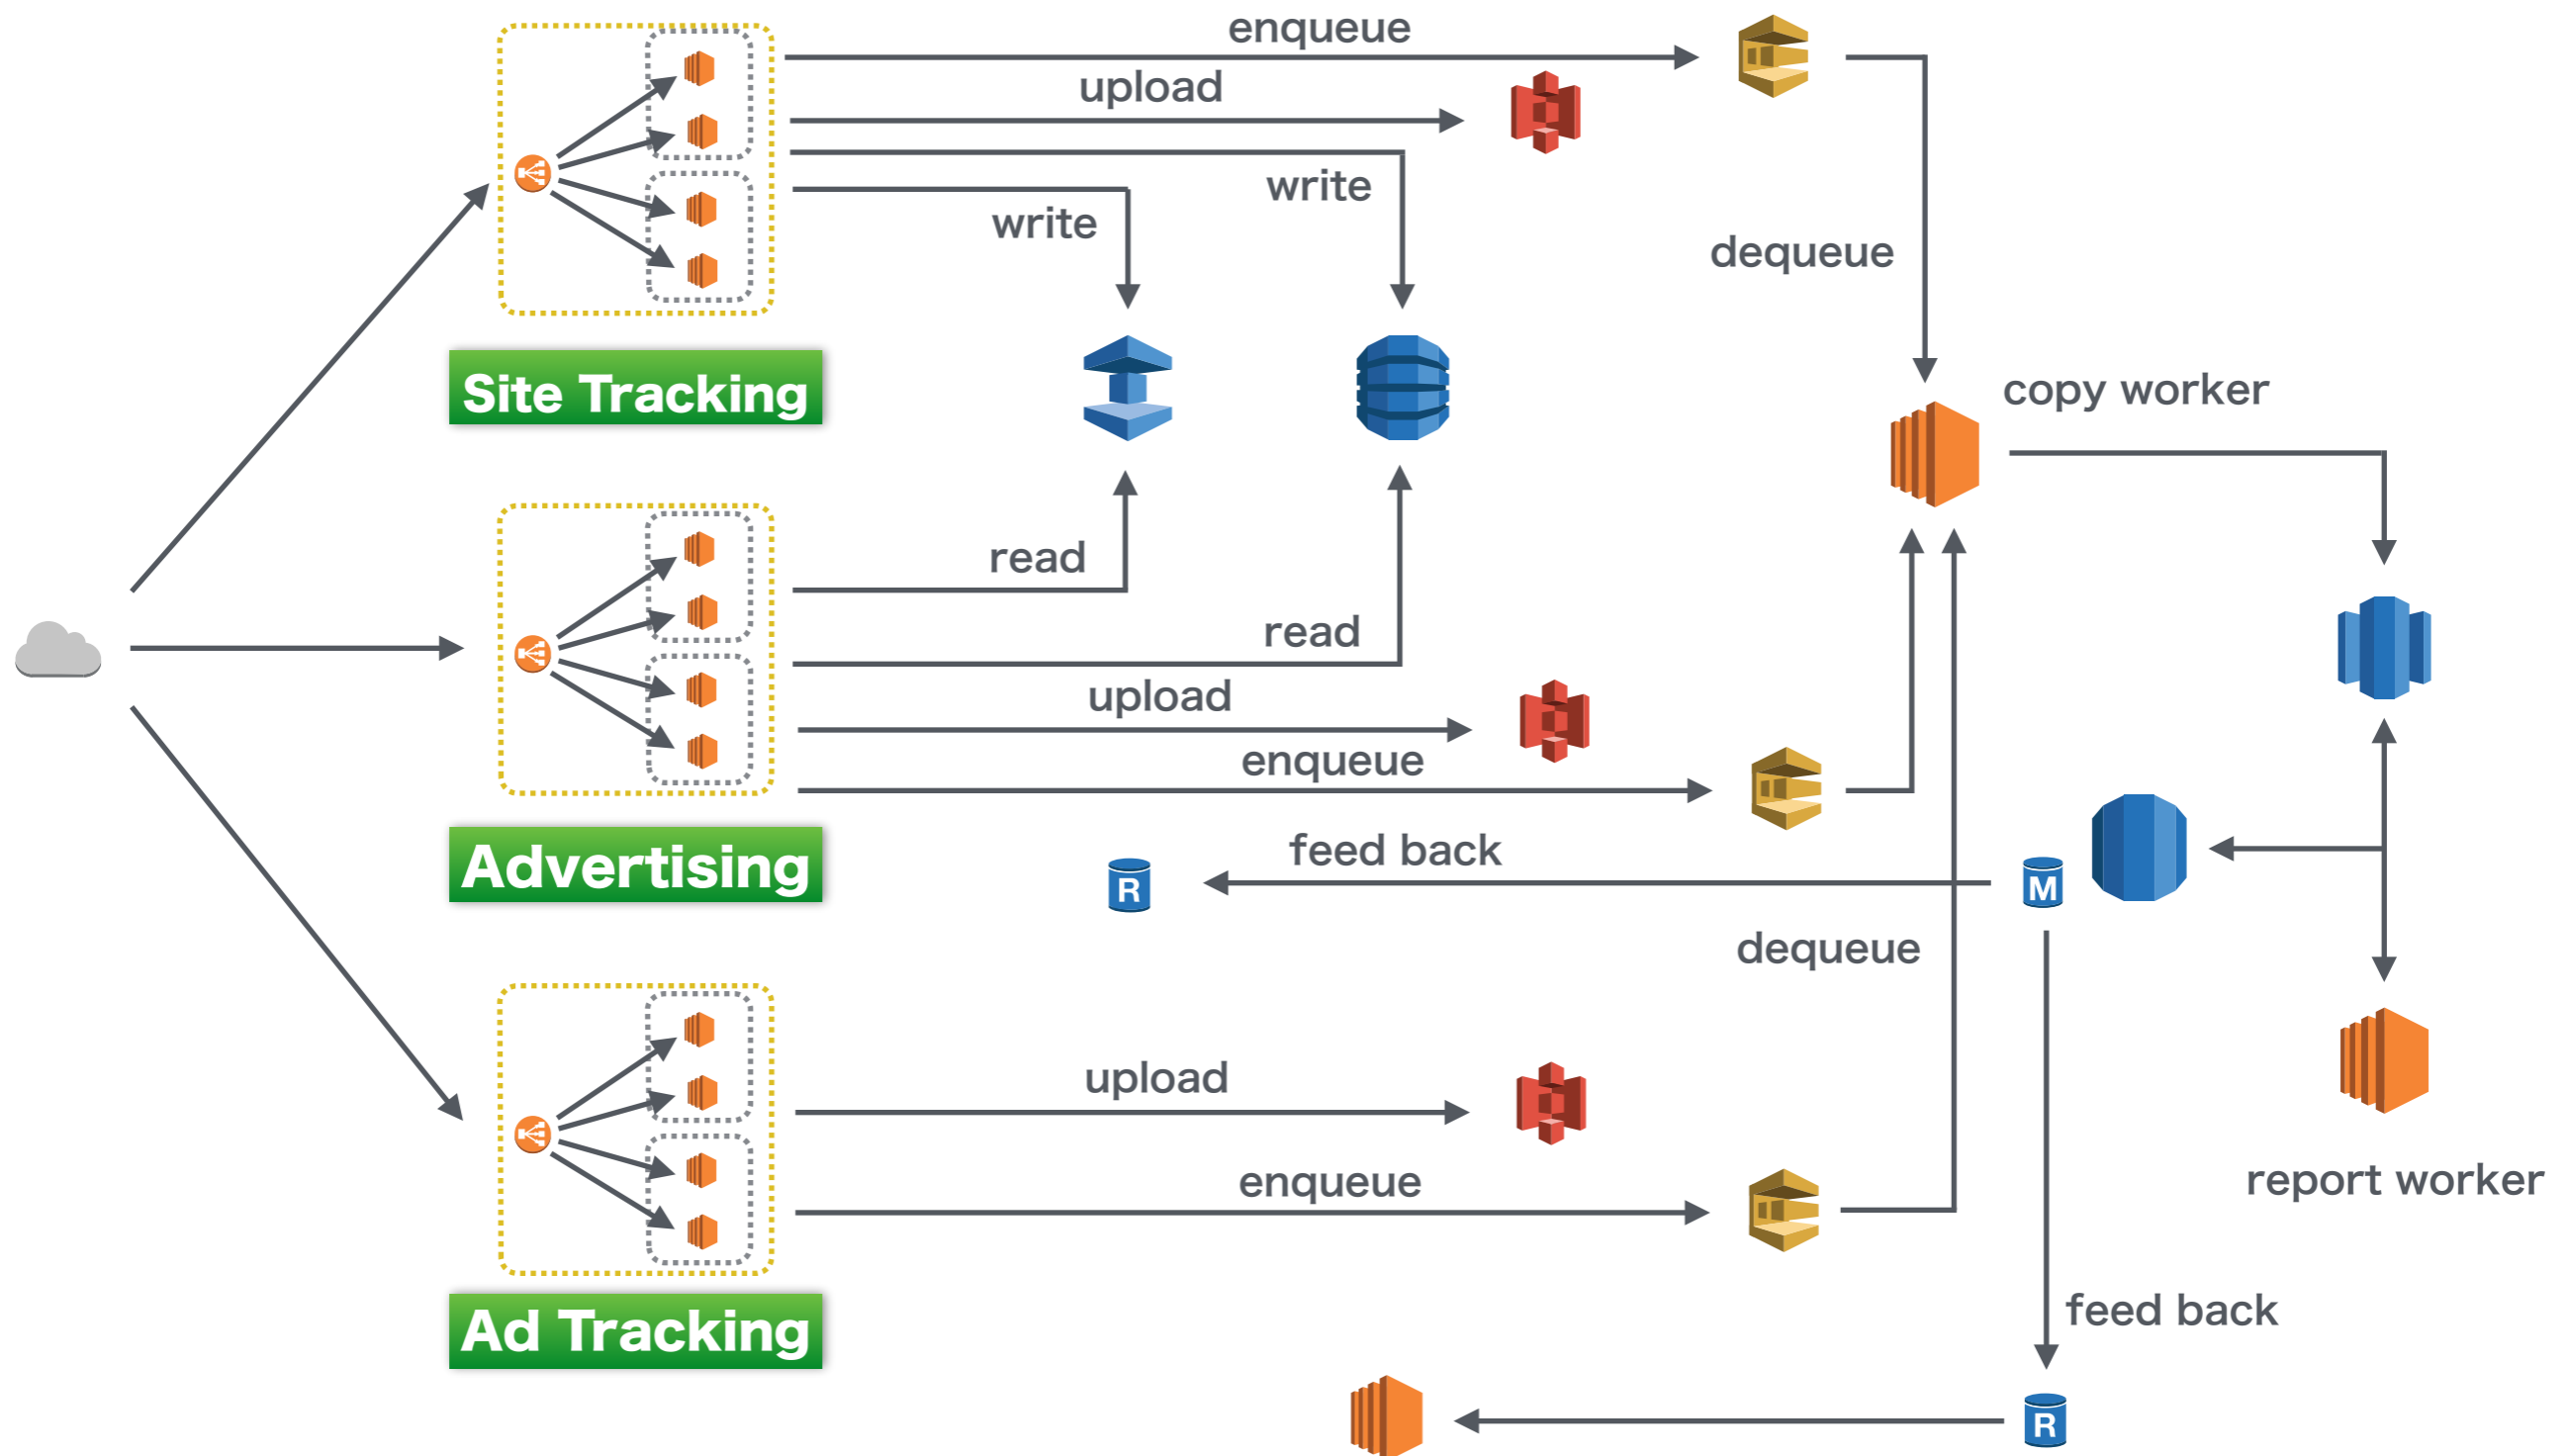 enqueue
upload
write
write
dequeue
Site Tracking
copy worker
read
read
upload
enqueue
feed back
Advertising
R
M
dequeue
upload
enqueue
report worker
feed back
Ad Tracking
R